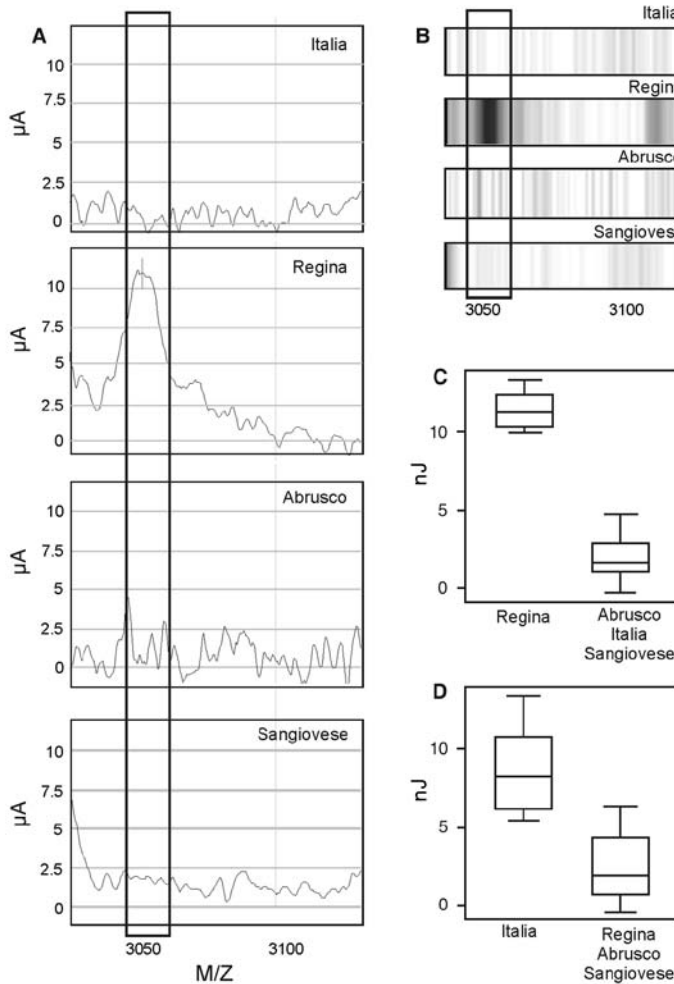 A
Italia
10
7.5
5
2.5
0
µA
Regina
10
7.5
5
2.5
0
µA
Abrusco
10
7.5
5
2.5
0
µA
Sangiovese
10
7.5
5
2.5
0
µA
3050 3100
M/Z
B
Italia
Regin
Abrusco
Sangioves
3050 3100
C
10
5
0
nJ
Regina
Abrusco
Italia
Sangiovese
D
10
5
0
nJ
Italia
Regina
Abrusco
Sangiovese